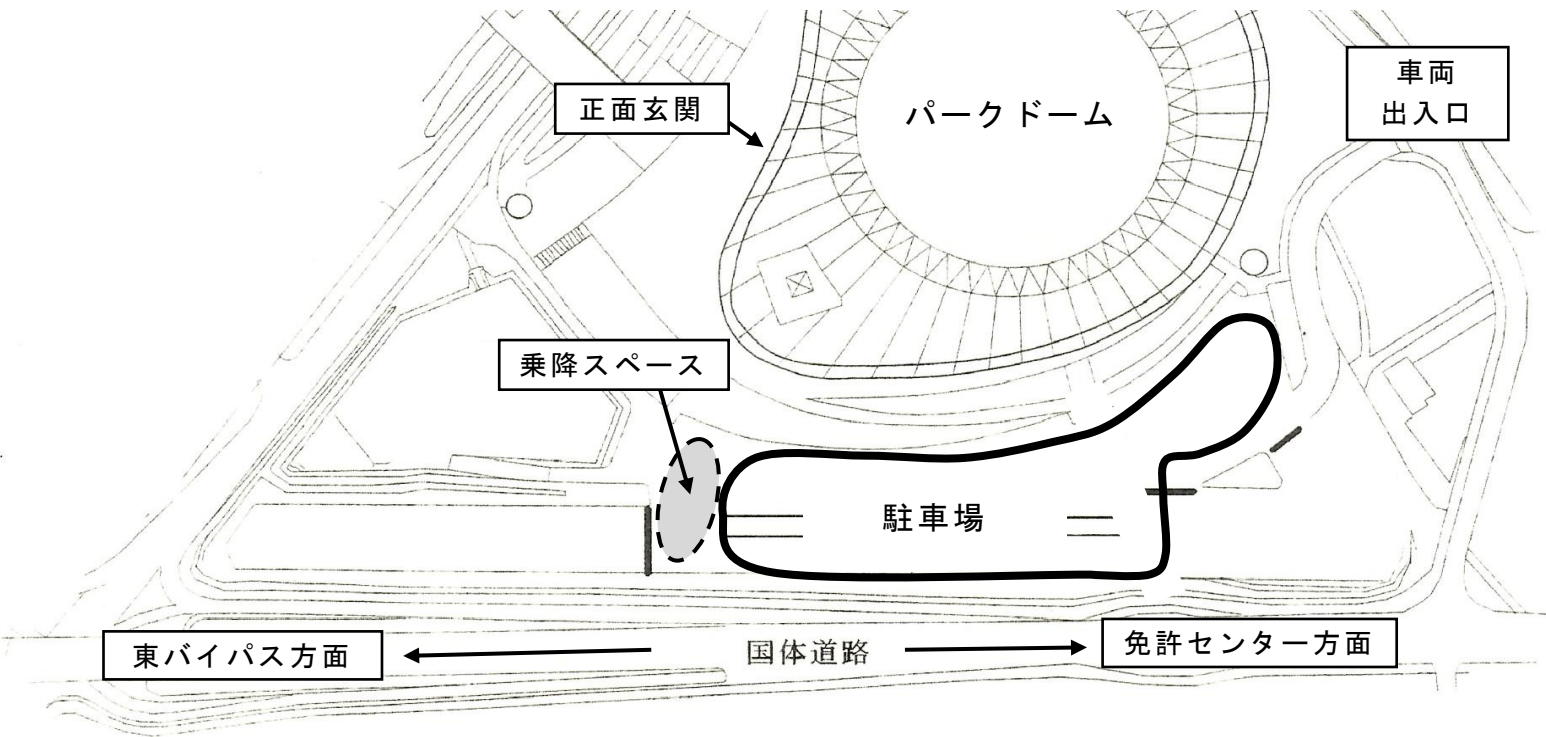 車両
出入口
正面玄関
パークドーム
乗降スペース
駐車場
東バイパス方面
国体道路
免許センター方面